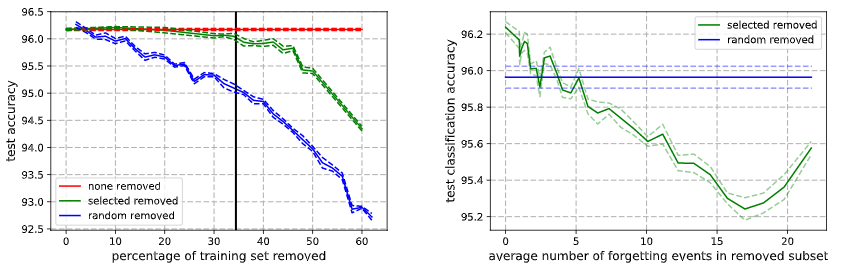 96.5
96.0
95.5
95.0
94.5
94.0
93.5
93.0
92.5
test accuracy
none removed
selected removed
random removed
0 10 20 30 40 50 60
percentage of training set removed
96.2
96.0
95.8
95.6
95.4
95.2
test classification accuracy
selected removed
random removed
0 5 10 15 20
average number of forgetting events in removed subset